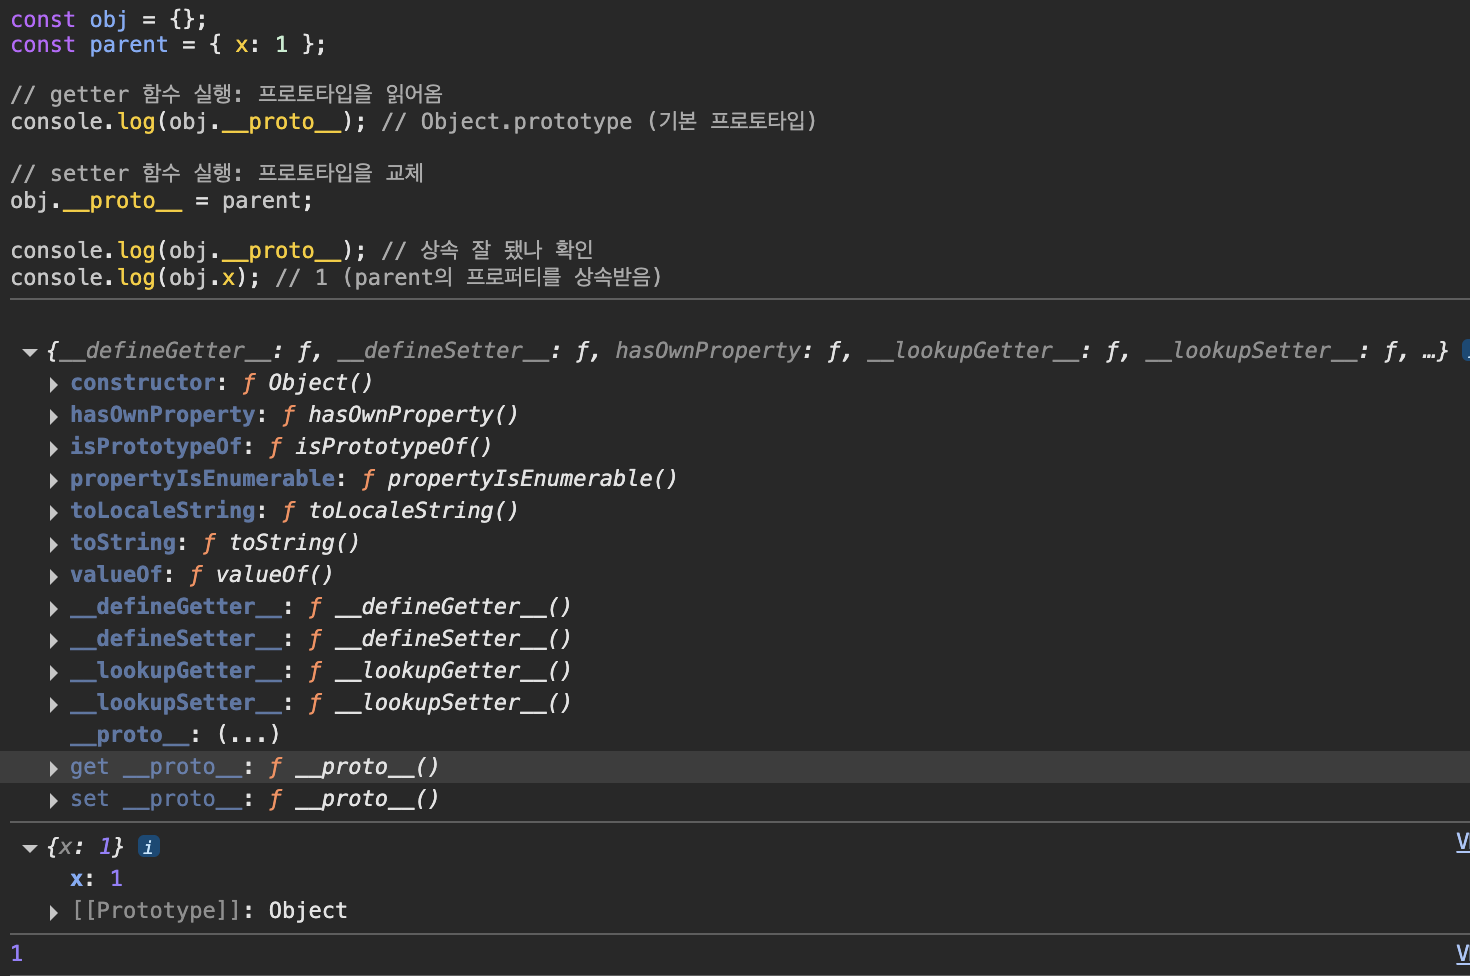 const obj = {};
const parent = { x: 1 };
// getter 함수 실행: 프로토타입을 읽어옴
console.log(obj.__proto__); // Object.prototype (기본 프로토타입)
// setter 함수 실행: 프로토타입을 교체
obj.__proto__ = parent;
console.log(obj.__proto__); // 상속 잘 됐나 확인
console.log(obj.x); // 1 (parent의 프로퍼티를 상속받음)
{__defineGetter__: ƒ, __defineSetter__: ƒ, hasOwnProperty: ƒ, __lookupGetter__: ƒ, __lookupSetter__: ƒ, …}
constructor: ƒ Object()
hasOwnProperty: ƒ hasOwnProperty()
isPrototypeOf: ƒ isPrototypeOf()
propertyIsEnumerable: ƒ propertyIsEnumerable()
toLocaleString: ƒ toLocaleString()
toString: ƒ toString()
valueOf: ƒ valueOf()
__defineGetter__: ƒ __defineGetter__()
__defineSetter__: ƒ __defineSetter__()
__lookupGetter__: ƒ __lookupGetter__()
__lookupSetter__: ƒ __lookupSetter__()
__proto__: (...)
get __proto__: ƒ __proto__()
set __proto__: ƒ __proto__()
{x: 1} i
x: 1
[[Prototype]]: Object
1